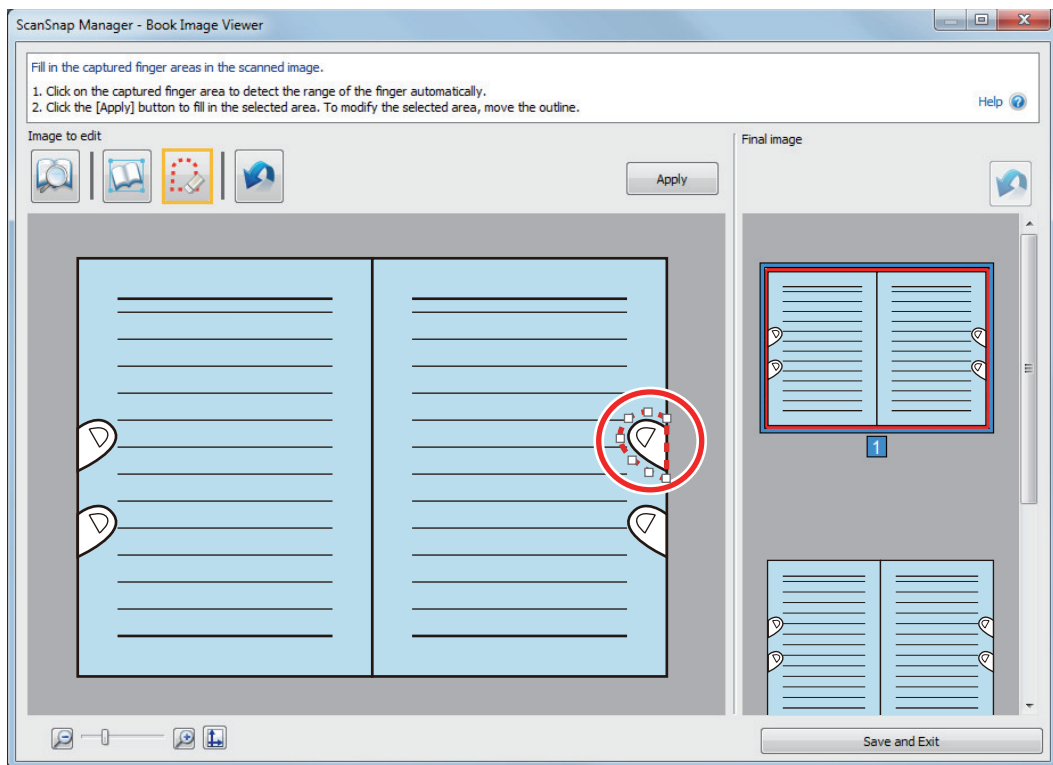 ScanSnap Manager - Book Image Viewer
Fill in the captured finger areas in the scanned image.
1. Click on the captured finger area to detect the range of the finger automatically.
2. Click the [Apply] button to fill in the selected area. To modify the selected area, move the outline.
Help
Image to edit
Apply
Final image
1
Save and Exit